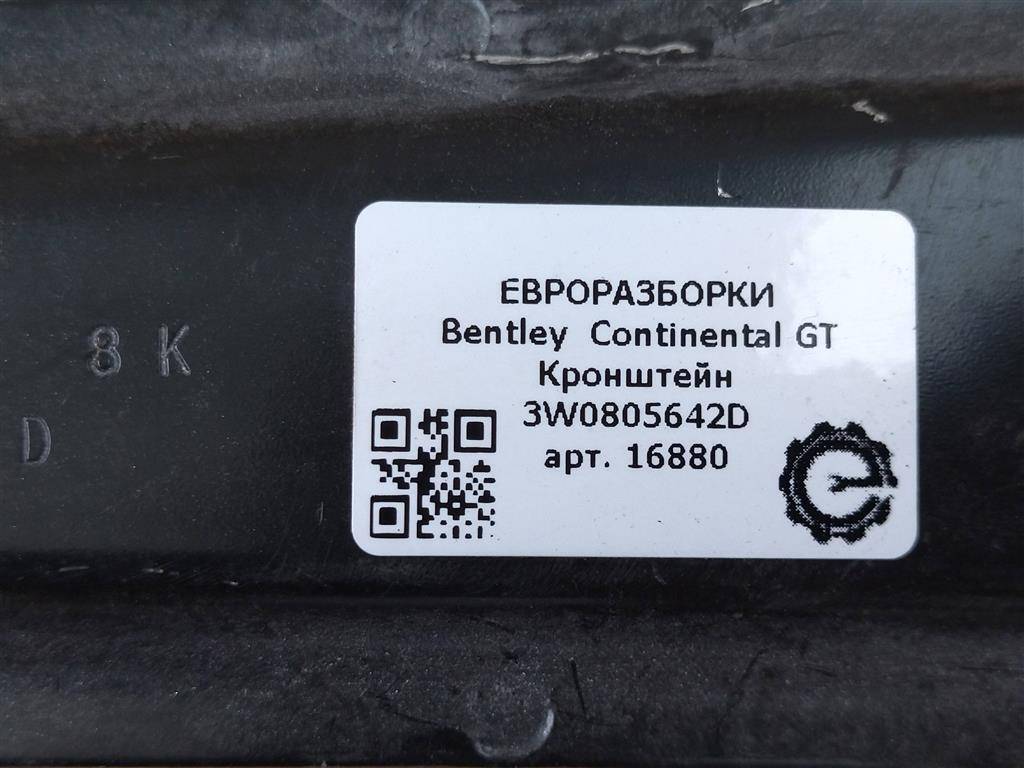 ЕВРОРАЗБОРКИ
Bentley Continental GT
Кронштейн
3W0805642D
арт. 16880
8 K
D